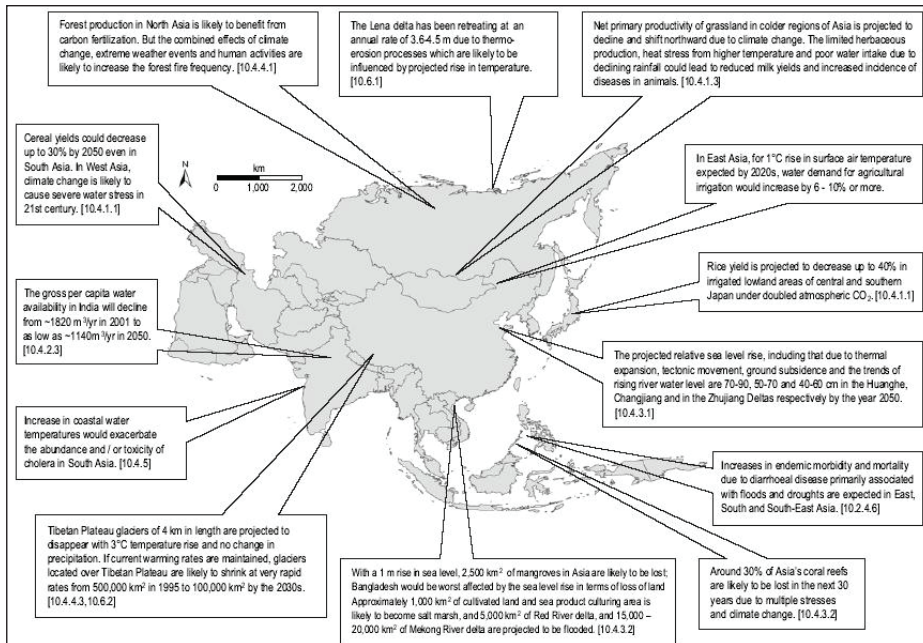 Forest production in North Asia is likely to benefit from
carbon fertilization. But the combined effects of climate
change, extreme weather events and human activities are
likely to increase the forest fire frequency. [10.4.4.1]
The Lena delta has been retreating at an
annual rate of 3.6-4.5 m due to thermo-
erosion processes which are likely to be
influenced by projected rise in temperature.
[10.6.1]
Net primary productivity of grassland in colder regions of Asia is projected to
decline and shift northward due to climate change. The limited herbaceous
production, heat stress from higher temperature and poor water intake due to
declining rainfall could lead to reduced milk yields and increased incidence of
diseases in animals. [10.4.1.3]
Cereal yields could decrease
up to 30% by 2050 even in
South Asia. In West Asia,
climate change is likely to
cause severe water stress in
21st century. [10.4.1.1]
N
km
0 1,000 2,000
In East Asia, for 1°C rise in surface air temperature
expected by 2020s, water demand for agricultural
irrigation would increase by 6 - 10% or more.
The gross per capita water
availability in India will decline
from ~1820 m³/yr in 2001 to
as low as ~1140m³/yr in 2050.
[10.4.2.3]
Rice yield is projected to decrease up to 40% in
irrigated lowland areas of central and southern
Japan under doubled atmospheric CO₂. [10.4.1.1]
The projected relative sea level rise, including that due to thermal
expansion, tectonic movement, ground subsidence and the trends of
rising river water level are 70-90, 50-70 and 40-60 cm in the Huanghe,
Changjiang and in the Zhujiang Deltas respectively by the year 2050.
[10.4.3.1]
Increase in coastal water
temperatures would exacerbate
the abundance and / or toxicity of
cholera in South Asia. [10.4.5]
Increases in endemic morbidity and mortality
due to diarrhoeal disease primarily associated
with floods and droughts are expected in East,
South and South-East Asia. [10.2.4.6]
Tibetan Plateau glaciers of 4 km in length are projected to
disappear with 3°C temperature rise and no change in
precipitation. If current warming rates are maintained, glaciers
located over Tibetan Plateau are likely to shrink at very rapid
rates from 500,000 km² in 1995 to 100,000 km² by the 2030s.
[10.4.4.3, 10.6.2]
With a 1 m rise in sea level, 2,500 km² of mangroves in Asia are likely to be lost;
Bangladesh would be worst affected by the sea level rise in terms of loss of land
Approximately 1,000 km² of cultivated land and sea product culturing area is
likely to become salt marsh, and 5,000 km² of Red River delta, and 15,000 –
20,000 km² of Mekong River delta are projected to be flooded. [10.4.3.2]
Around 30% of Asia's coral reefs
are likely to be lost in the next 30
years due to multiple stresses
and climate change. [10.4.3.2]